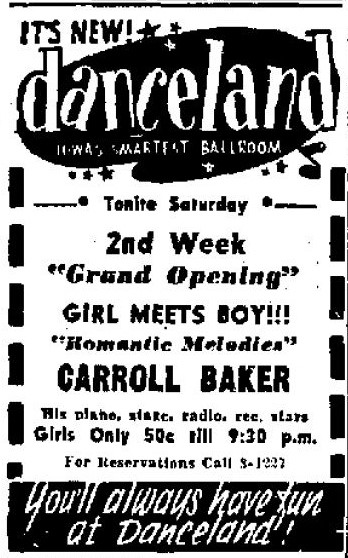 IT'S NEW!
danceland
IOWA'S SMARTEST BALLROOM
Tonite Saturday
2nd Week
"Grand Opening"
GIRL MEETS BOY!!!
"Romantic Melodies"
CARROLL BAKER
His piano, stage, radio, rec, stars
Girls Only 50c till 9:30 p.m.
For Reservations Call 3-1227
You'll always have fun
at Danceland!